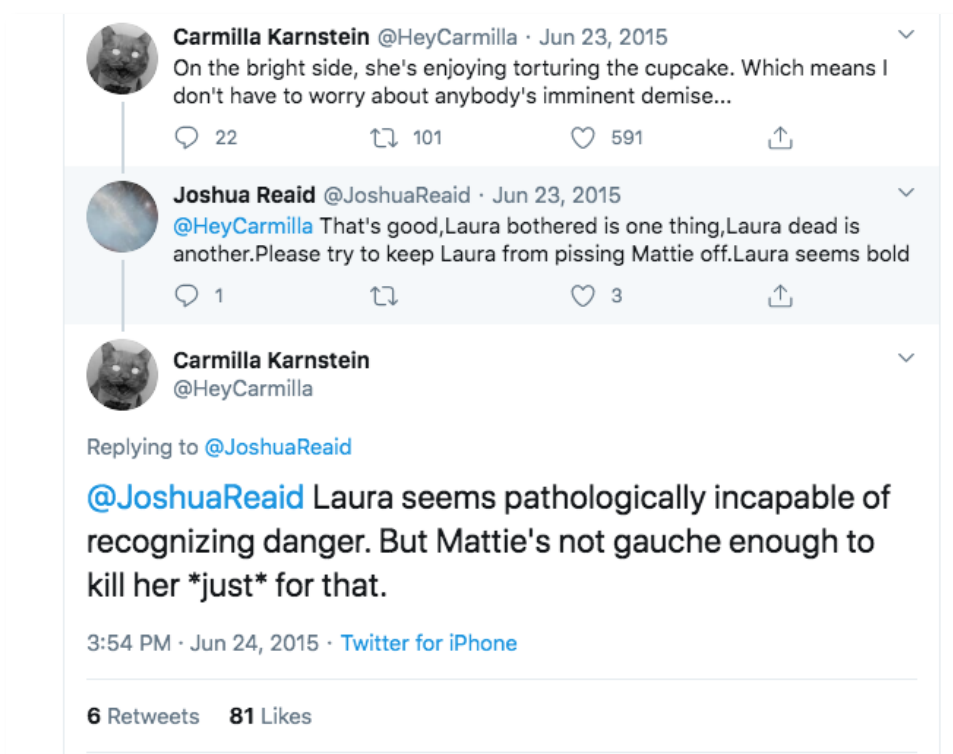 Carmilla Karnstein @HeyCarmilla · Jun 23, 2015
On the bright side, she's enjoying torturing the cupcake. Which means I
don't have to worry about anybody's imminent demise...
22 101 591
Joshua Reaid @JoshuaReaid · Jun 23, 2015
@HeyCarmilla That's good,Laura bothered is one thing,Laura dead is
another.Please try to keep Laura from pissing Mattie off.Laura seems bold
1 3
Carmilla Karnstein
@HeyCarmilla
Replying to @JoshuaReaid
@JoshuaReaid Laura seems pathologically incapable of
recognizing danger. But Mattie's not gauche enough to
kill her *just* for that.
3:54 PM · Jun 24, 2015 · Twitter for iPhone
6 Retweets 81 Likes